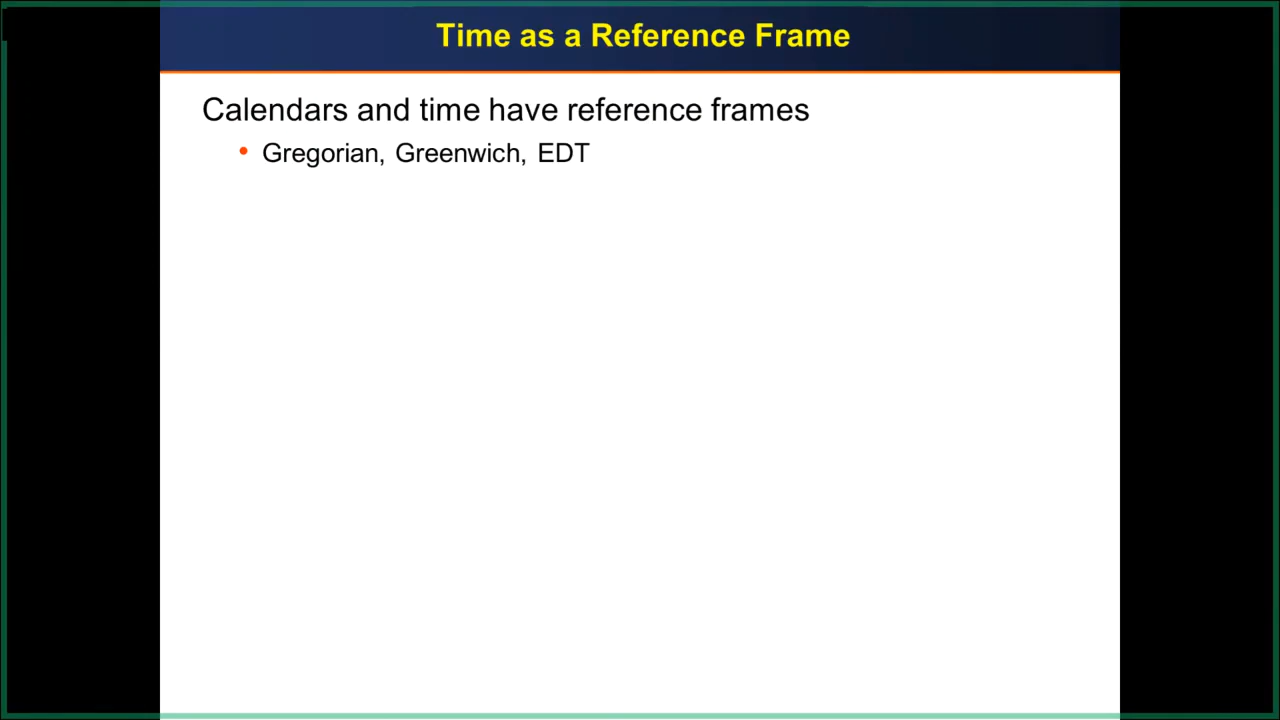 Time as a Reference Frame
Calendars and time have reference frames
• Gregorian, Greenwich, EDT